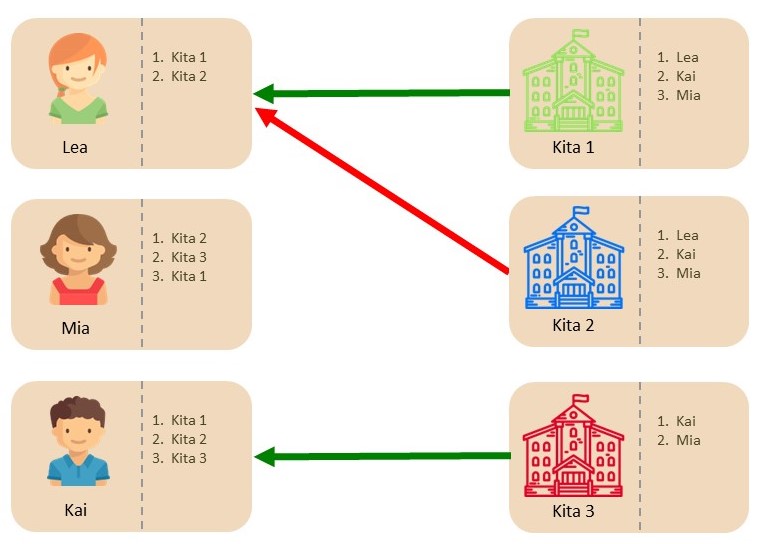 1. Kita 1
2. Kita 2
Lea
1. Lea
2. Kai
3. Mia
Kita 1
1. Kita 2
2. Kita 3
3. Kita 1
Mia
1. Lea
2. Kai
3. Mia
Kita 2
1. Kita 1
2. Kita 2
3. Kita 3
Kai
1. Kai
2. Mia
Kita 3